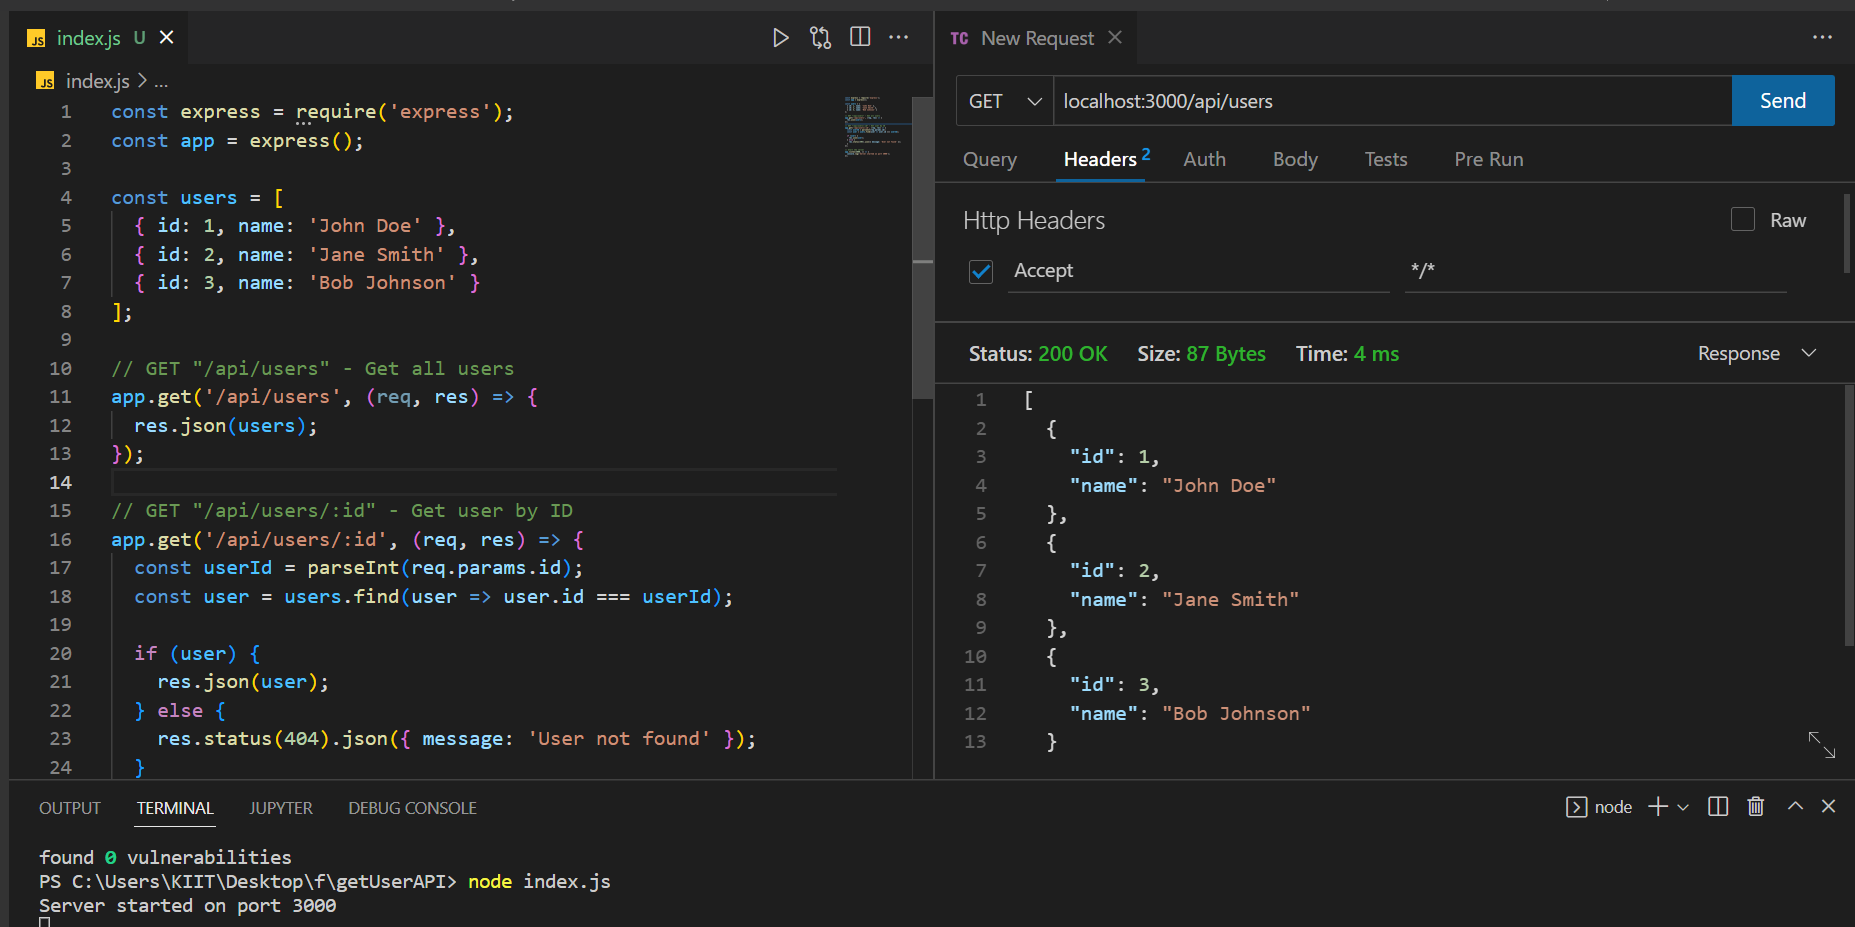 JS index.js U
JS index.js > ...
1 const express = require('express');
2 const app = express();
3
4 const users = [
5 { id: 1, name: 'John Doe' },
6 { id: 2, name: 'Jane Smith' },
7 { id: 3, name: 'Bob Johnson' }
8 ];
9
10 // GET "/api/users" - Get all users
11 app.get('/api/users', (req, res) => {
12 res.json(users);
13 });
14
15 // GET "/api/users/:id" - Get user by ID
16 app.get('/api/users/:id', (req, res) => {
17 const userId = parseInt(req.params.id);
18 const user = users.find(user => user.id === userId);
19
20 if (user) {
21 res.json(user);
22 } else {
23 res.status(404).json({ message: 'User not found' });
24 }
TC New Request
GET localhost:3000/api/users Send
Query Headers 2 Auth Body Tests Pre Run
Http Headers Raw
Accept */*
Status: 200 OK Size: 87 Bytes Time: 4 ms Response
1 [
2 {
3 "id": 1,
4 "name": "John Doe"
5 },
6 {
7 "id": 2,
8 "name": "Jane Smith"
9 },
10 {
11 "id": 3,
12 "name": "Bob Johnson"
13 }
OUTPUT TERMINAL JUPYTER DEBUG CONSOLE node
found 0 vulnerabilities
PS C:\Users\KIIT\Desktop\f\getUserAPI> node index.js
Server started on port 3000